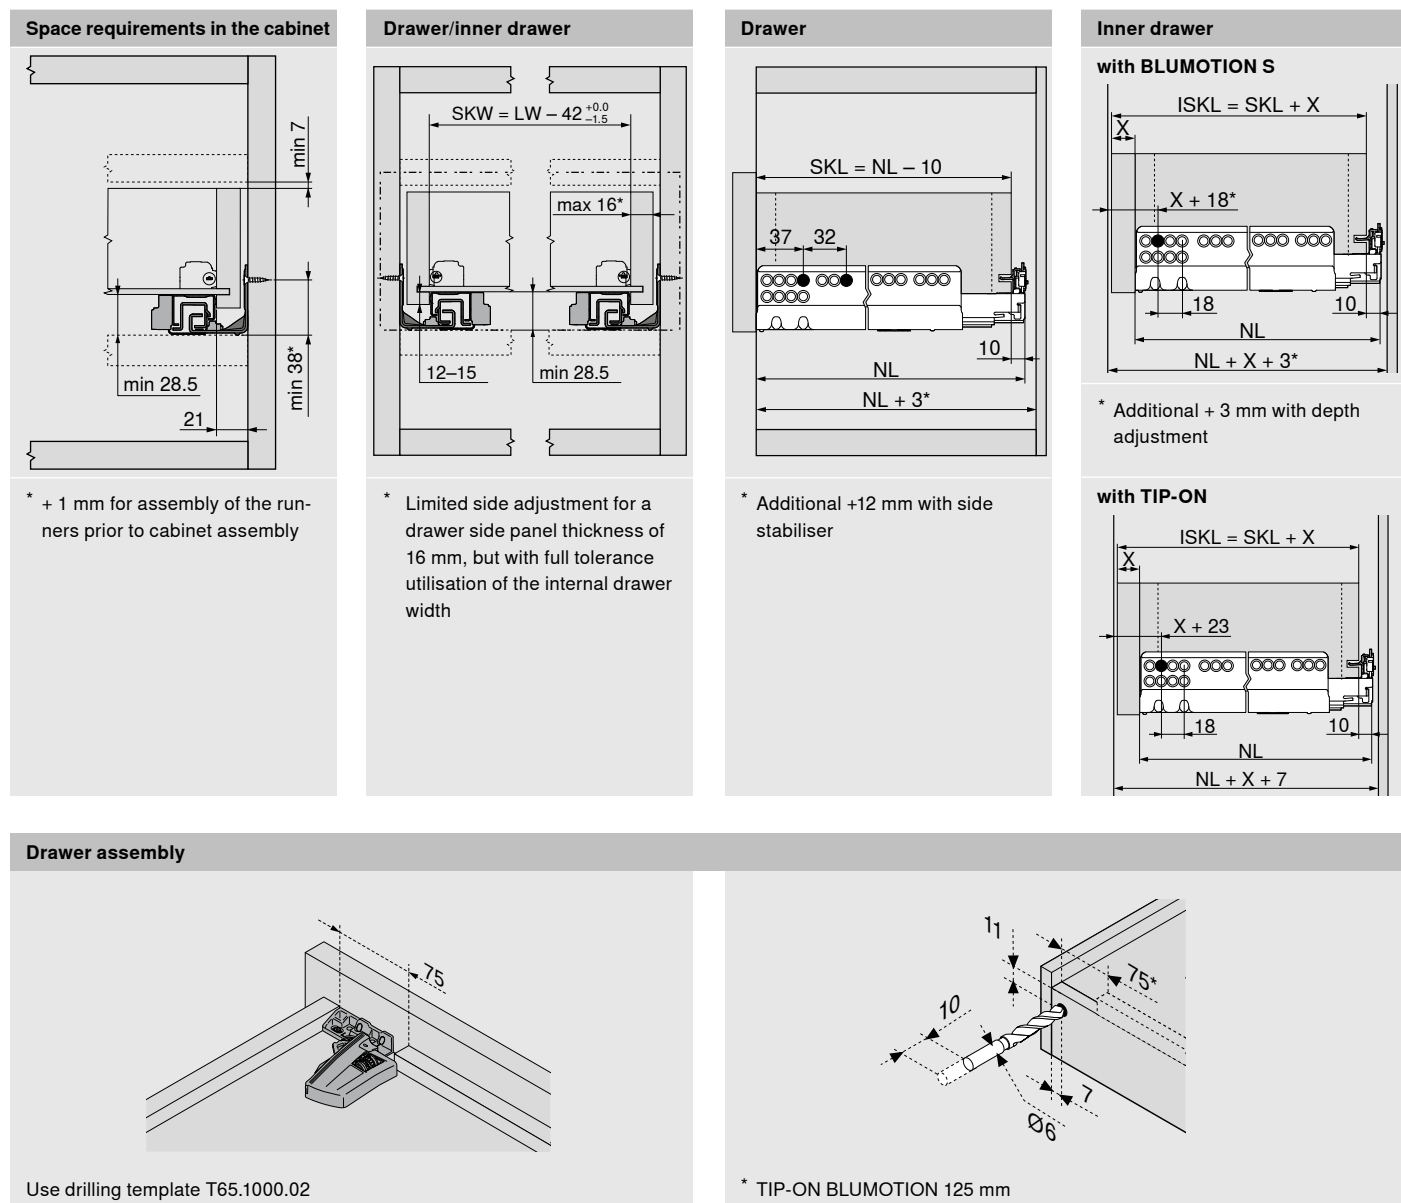 Space requirements in the cabinet
min 7
min 38*
min 28.5
21
* + 1 mm for assembly of the run-
ners prior to cabinet assembly
Drawer/inner drawer
SKW = LW – 42 +0.0 –1.5
max 16*
12–15
min 28.5
* Limited side adjustment for a
drawer side panel thickness of
16 mm, but with full tolerance
utilisation of the internal drawer
width
Drawer
SKL = NL – 10
37 32
10
NL
NL + 3*
* Additional +12 mm with side
stabiliser
Inner drawer
with BLUMOTION S
ISKL = SKL + X
X
X + 18*
18 10
NL
NL + X + 3*
* Additional + 3 mm with depth
adjustment
with TIP-ON
ISKL = SKL + X
X
X + 23
18 10
NL
NL + X + 7
Drawer assembly
75
Use drilling template T65.1000.02
11
75*
10
7
Ø6
* TIP-ON BLUMOTION 125 mm